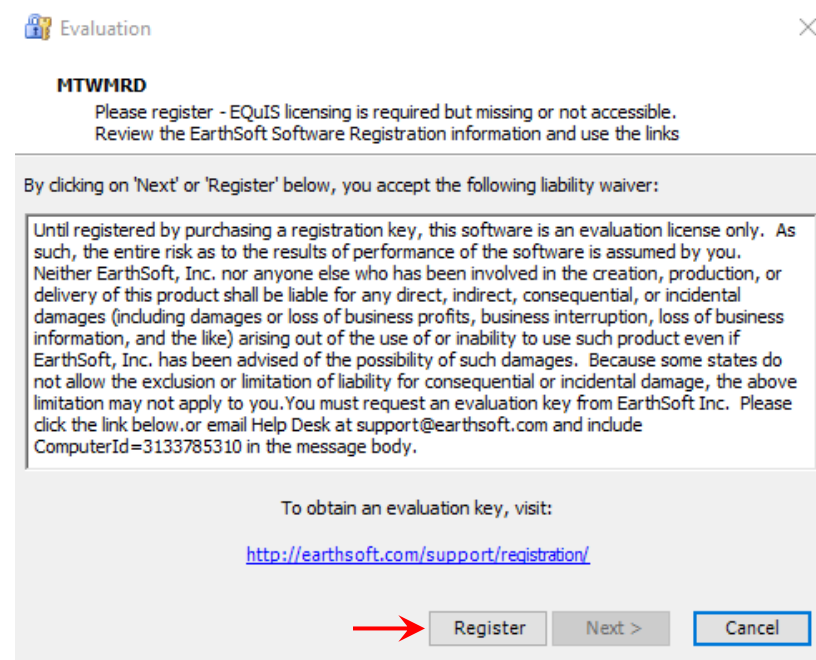 Evaluation
MTWMRD
Please register - EQuIS licensing is required but missing or not accessible.
Review the EarthSoft Software Registration information and use the links
By clicking on 'Next' or 'Register' below, you accept the following liability waiver:
Until registered by purchasing a registration key, this software is an evaluation license only.  As
such, the entire risk as to the results of performance of the software is assumed by you.
Neither EarthSoft, Inc. nor anyone else who has been involved in the creation, production, or
delivery of this product shall be liable for any direct, indirect, consequential, or incidental
damages (including damages or loss of business profits, business interruption, loss of business
information, and the like) arising out of the use of or inability to use such product even if
EarthSoft, Inc. has been advised of the possibility of such damages.  Because some states do
not allow the exclusion or limitation of liability for consequential or incidental damage, the above
limitation may not apply to you.You must request an evaluation key from EarthSoft Inc.  Please
click the link below.or email Help Desk at support@earthsoft.com and include
ComputerId=3133785310 in the message body.
To obtain an evaluation key, visit:
http://earthsoft.com/support/registration/
Register Next > Cancel